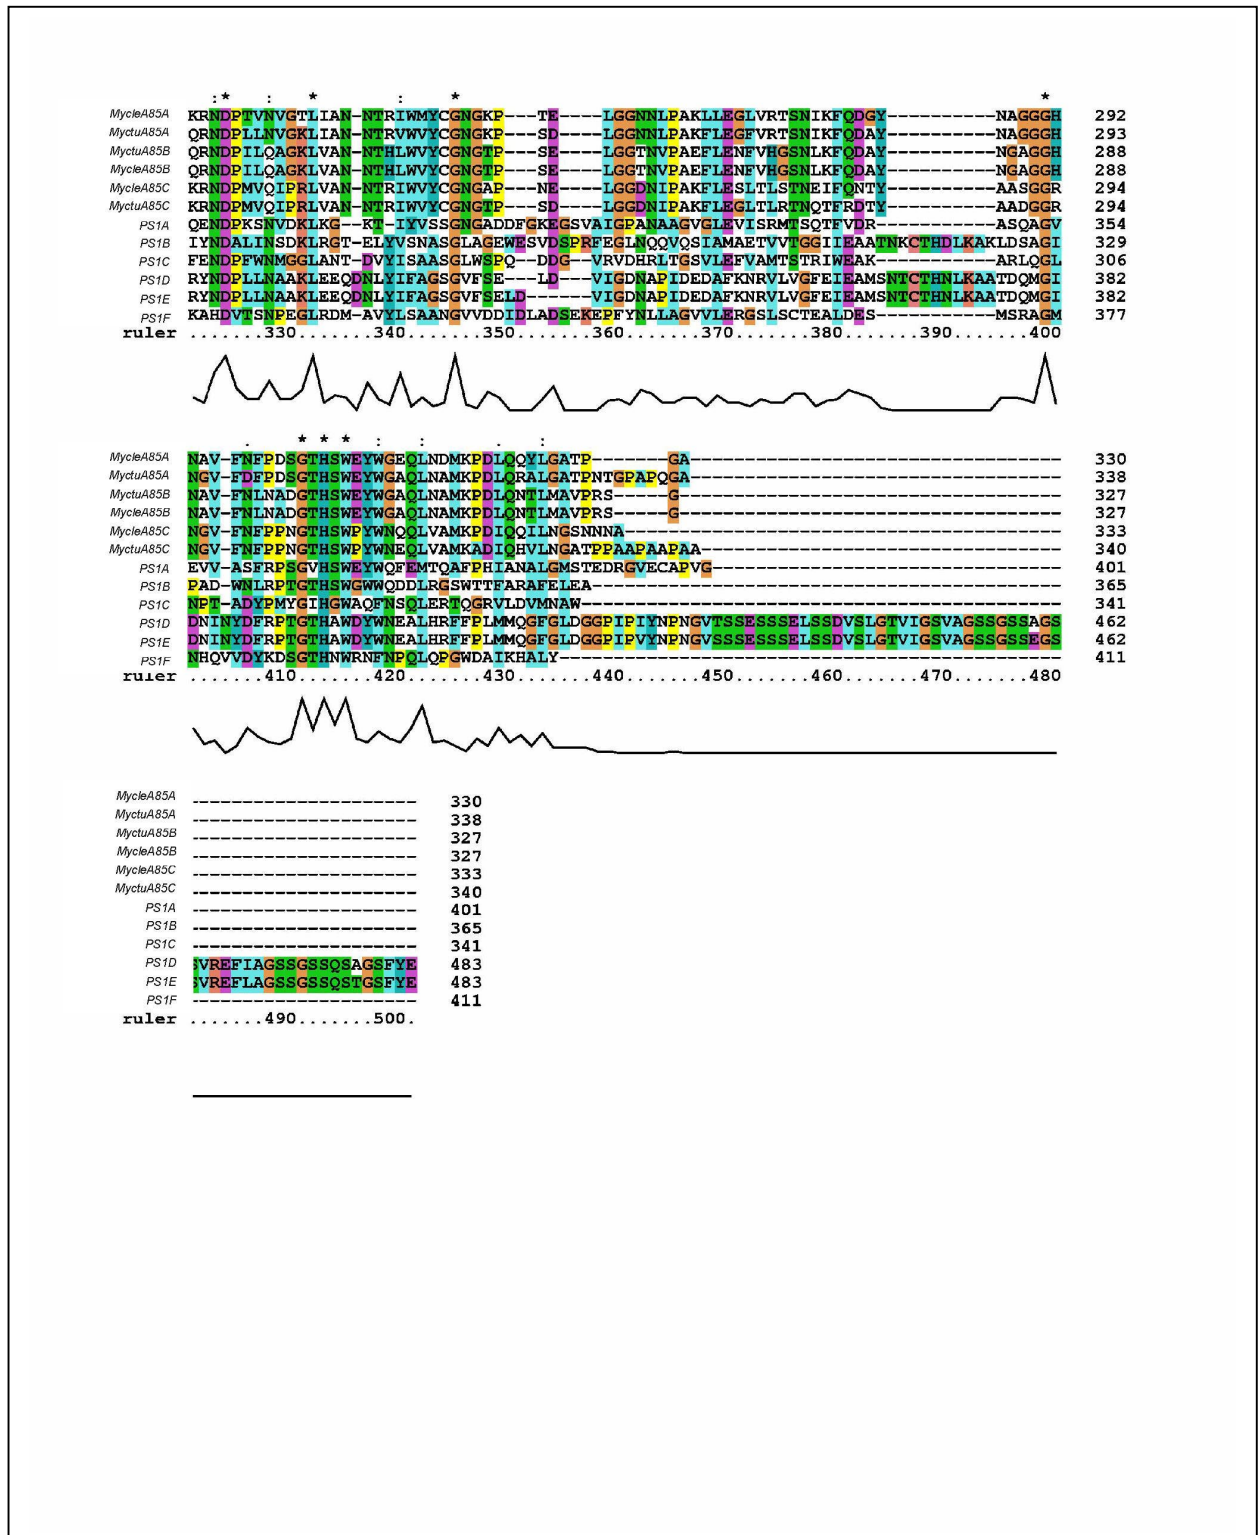 : * : * : * *
MycleA85A KRNDPTVNVGTLIAN-NTRIWMYCGNGKP---TE----LGGNNLPAKLLEGLVRTSNIKFQDGY----------NAGGGH 292
MyctuA85A QRNDPLLNVGKLIAN-NTRVWVYCGNGKP---SD----LGGNNLPAKFLEGFVRTSNIKFQDAY----------NAGGGH 293
MyctuA85B QRNDPILQAGKLVAN-NTHLWVYCGNGTP---SE----LGGTNVPAEFLENFVHGSNLKFQDAY----------NGAGGH 288
MycleA85B QRNDPILQAGKLVAN-NTHIWVYCGNGTP---SE----LGGTNVPAEFLENFVHGSNLKFQDAY----------NGAGGH 288
MycleA85C KRNDPMVQIPRLVAN-NTRIWVYCGNGAP---NE----LGGDNIPAKFLESLTLSTNEIFQNTY----------AASGGR 294
MyctuA85C KRNDPMVQIPRLVAN-NTRIWVYCGNGTP---SD----LGGDNIPAKFLEGLTLRTNQTFRDTY----------AADGGR 294
PS1A QENDPKSNVDKLKG--KT-IYVSSGNGADDFGKEGSVAIGPANAAGVGLEVISRMTSQTFVDR-----------ASQAGV 354
PS1B IYNDALINSDKLRGT-ELYVSNASGLAGEWESVDSPRFEGLNQQVQSIAMAETVVTGGIIEAATNKCTHDLKAKLDSAGI 329
PS1C FENDPFWNMGGLANT-DVYISAASGLWSPQ--DDG--VRVDHRLTGSVLEFVAMTSTRIWEAK-----------ARLQGL 306
PS1D RYPDPLLNAAKLEEQDNLYIFAGSGVFSE---LD---VIGDNAPIDEDAFKNRVLVGFEIEAMSNTCTHNLKAATDQMGI 382
PS1E RYNDPLLNAAKLEEQDNLYIFAGSGVFSELD------VIGDNAPIDEDAFKNRVLVGFEIEAMSNTCTHNLKAATDQMGI 382
PS1F KAHDVTSNPEGLRDM-AVYLSAANGVVDDIDLADSEKEPFYNLLAGVVLERGSLSCTEALDES-----------MSRAGM 377
ruler .......330.......340.......350.......360.......370.......380.......390.......400.
. * * * : : . :
MycleA85A NAV-FNFPDSGTHSWEYWGEQLNDMKPDLQQYLGATP-------GA---------------------------------- 330
MyctuA85A NGV-FDFPDSGTHSWEYWGAQLNAMKPDLQRALGATPNTGPAPQGA---------------------------------- 338
MyctuA85B NAV-FNLNADGTHSWEYWGAQLNAMKPDLQNTLMAVPRS-----G----------------------------------- 327
MycleA85B NAV-FNLNADGTHSWEYWGAQLNAMKPDLQNTLMAVPRS-----G----------------------------------- 327
MycleA85C NGV-FNFPPNGTHSWPYWNQQLVAMKPDIQQILNGSNNNA---------------------------------------- 333
MyctuA85C NGV-FNFPPNGTHSWPYWNEQLVAMKADIQHVLNGATPPAAPAAPAA--------------------------------- 340
PS1A EVV-ASFRPSGVHSWEYWQFEMTQAFPHIANALGMSTEDRGVECAPVG-------------------------------- 401
PS1B PAD-WNLRPTGTHSWGWWQDDLRGSWTTFARAFELEA------------------------------------------- 365
PS1C NPT-ADYPMYGIHGWAQFNSQLERTQGRVLDVMNAW-------------------------------------------- 341
PS1D DNINYDFRPTGTHAWDYWNEALHRFFPLMMQGFGLDGGPIPIYNPNGVTSSESSSELSSDVSLGTVIGSVAGSSGSSAGS 462
PS1E DNINYDFRPTGTHAWDYWNEALHRFFPLMMQGFGLDGGPIPVYNPNGVSSSESSSELSSDVSLGTVIGSVAGSSGSSEGS 462
PS1F NHQVVDYKDSGTHNWRNFNPQLQPGWDAIKHALY---------------------------------------------- 411
ruler .......410.......420.......430.......440.......450.......460.......470.......480
MycleA85A --------------------- 330
MyctuA85A --------------------- 338
MyctuA85B --------------------- 327
MycleA85B --------------------- 327
MycleA85C --------------------- 333
MyctuA85C --------------------- 340
PS1A --------------------- 401
PS1B --------------------- 365
PS1C --------------------- 341
PS1D SVREFIAGSSGSSQSAGSFYE 483
PS1E SVREFLAGSSGSSQSTGSFYE 483
PS1F --------------------- 411
ruler .......490.......500.